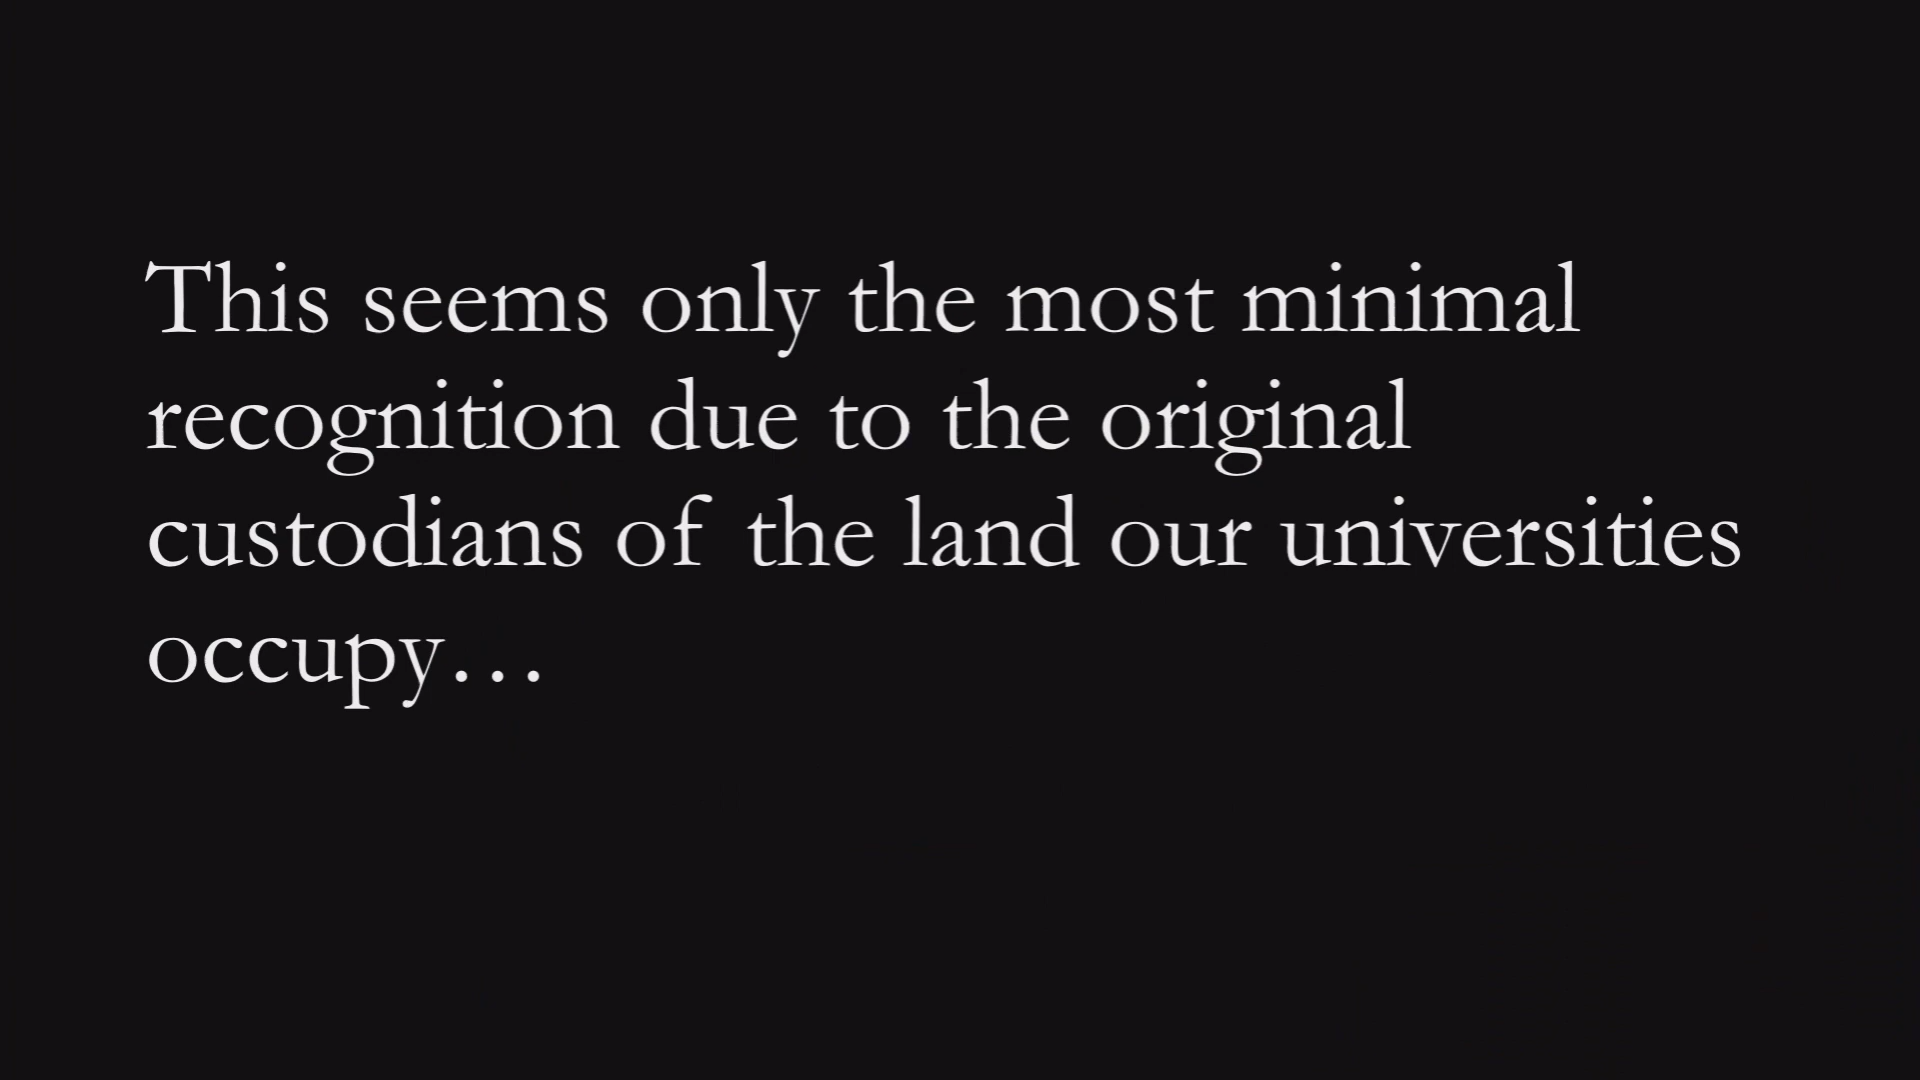 This seems only the most minimal
recognition due to the original
custodians of the land our universities
occupy…